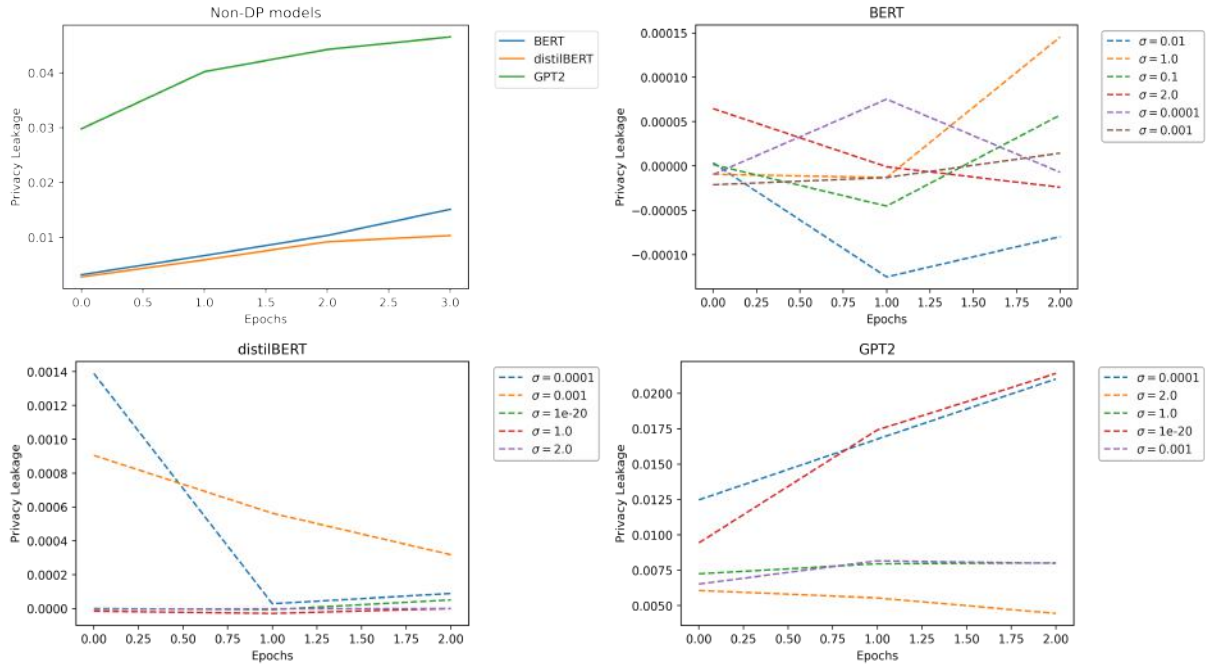 Non-DP models
Privacy Leakage
0.04
0.03
0.02
0.01
0.0 0.5 1.0 1.5 2.0 2.5 3.0
Epochs
BERT
distilBERT
GPT2
BERT
Privacy Leakage
0.00015
0.00010
0.00005
0.00000
−0.00005
−0.00010
0.00 0.25 0.50 0.75 1.00 1.25 1.50 1.75 2.00
Epochs
σ = 0.01
σ = 1.0
σ = 0.1
σ = 2.0
σ = 0.0001
σ = 0.001
distilBERT
Privacy Leakage
0.0014
0.0012
0.0010
0.0008
0.0006
0.0004
0.0002
0.0000
0.00 0.25 0.50 0.75 1.00 1.25 1.50 1.75 2.00
Epochs
σ = 0.0001
σ = 0.001
σ = 1e-20
σ = 1.0
σ = 2.0
GPT2
Privacy Leakage
0.0200
0.0175
0.0150
0.0125
0.0100
0.0075
0.0050
0.00 0.25 0.50 0.75 1.00 1.25 1.50 1.75 2.00
Epochs
σ = 0.0001
σ = 2.0
σ = 1.0
σ = 1e-20
σ = 0.001